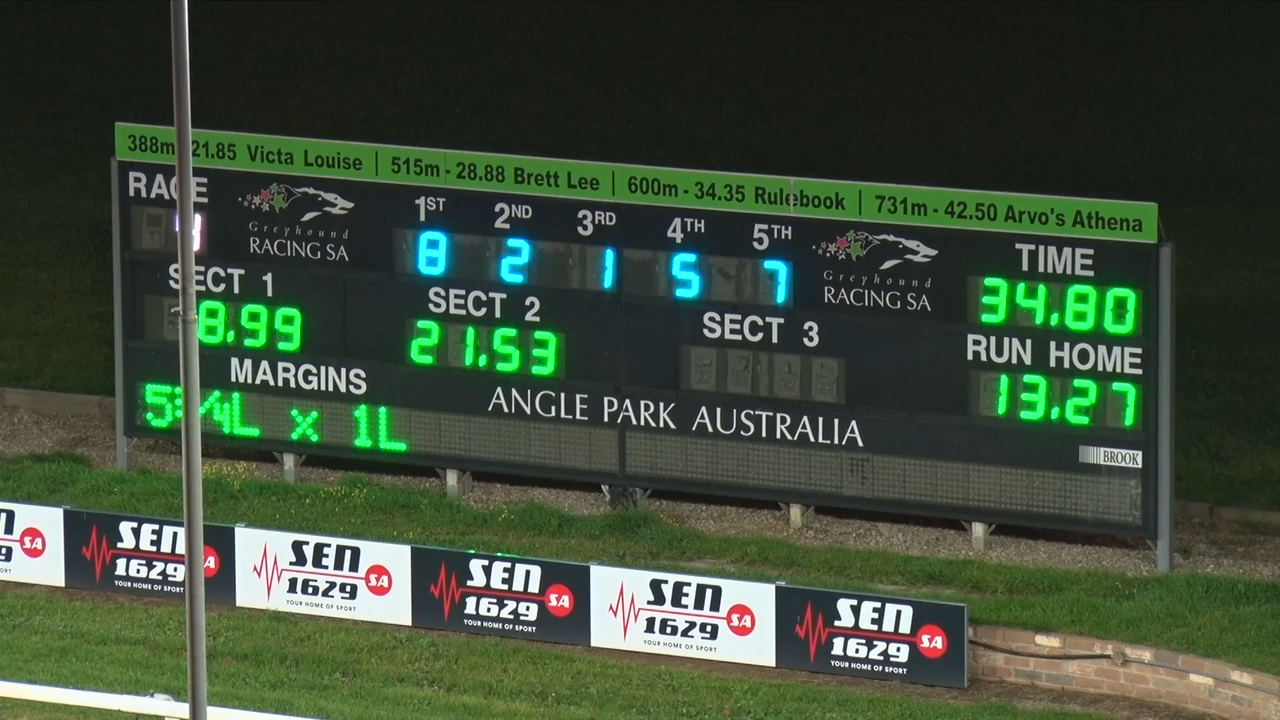 388m 21.85 Victa Louise | 515m - 28.88 Brett Lee | 600m - 34.35 Rulebook | 731m - 42.50 Arvo's Athena
RACE
4
Greyhound
RACING SA
1ST 2ND 3RD 4TH 5TH
8 2 1 5 7
Greyhound
RACING SA
TIME
34.80
SECT 1
8.99
SECT 2
21.53
SECT 3
RUN HOME
13.27
MARGINS
5¾L x 1L
ANGLE PARK AUSTRALIA
BROOK
SA
SEN
1629
SA
YOUR HOME OF SPORT
SEN
1629
SA
YOUR HOME OF SPORT
SEN
1629
SA
YOUR HOME OF SPORT
SEN
1629
SA
YOUR HOME OF SPORT
SEN
1629
SA
YOUR HOME OF SPORT